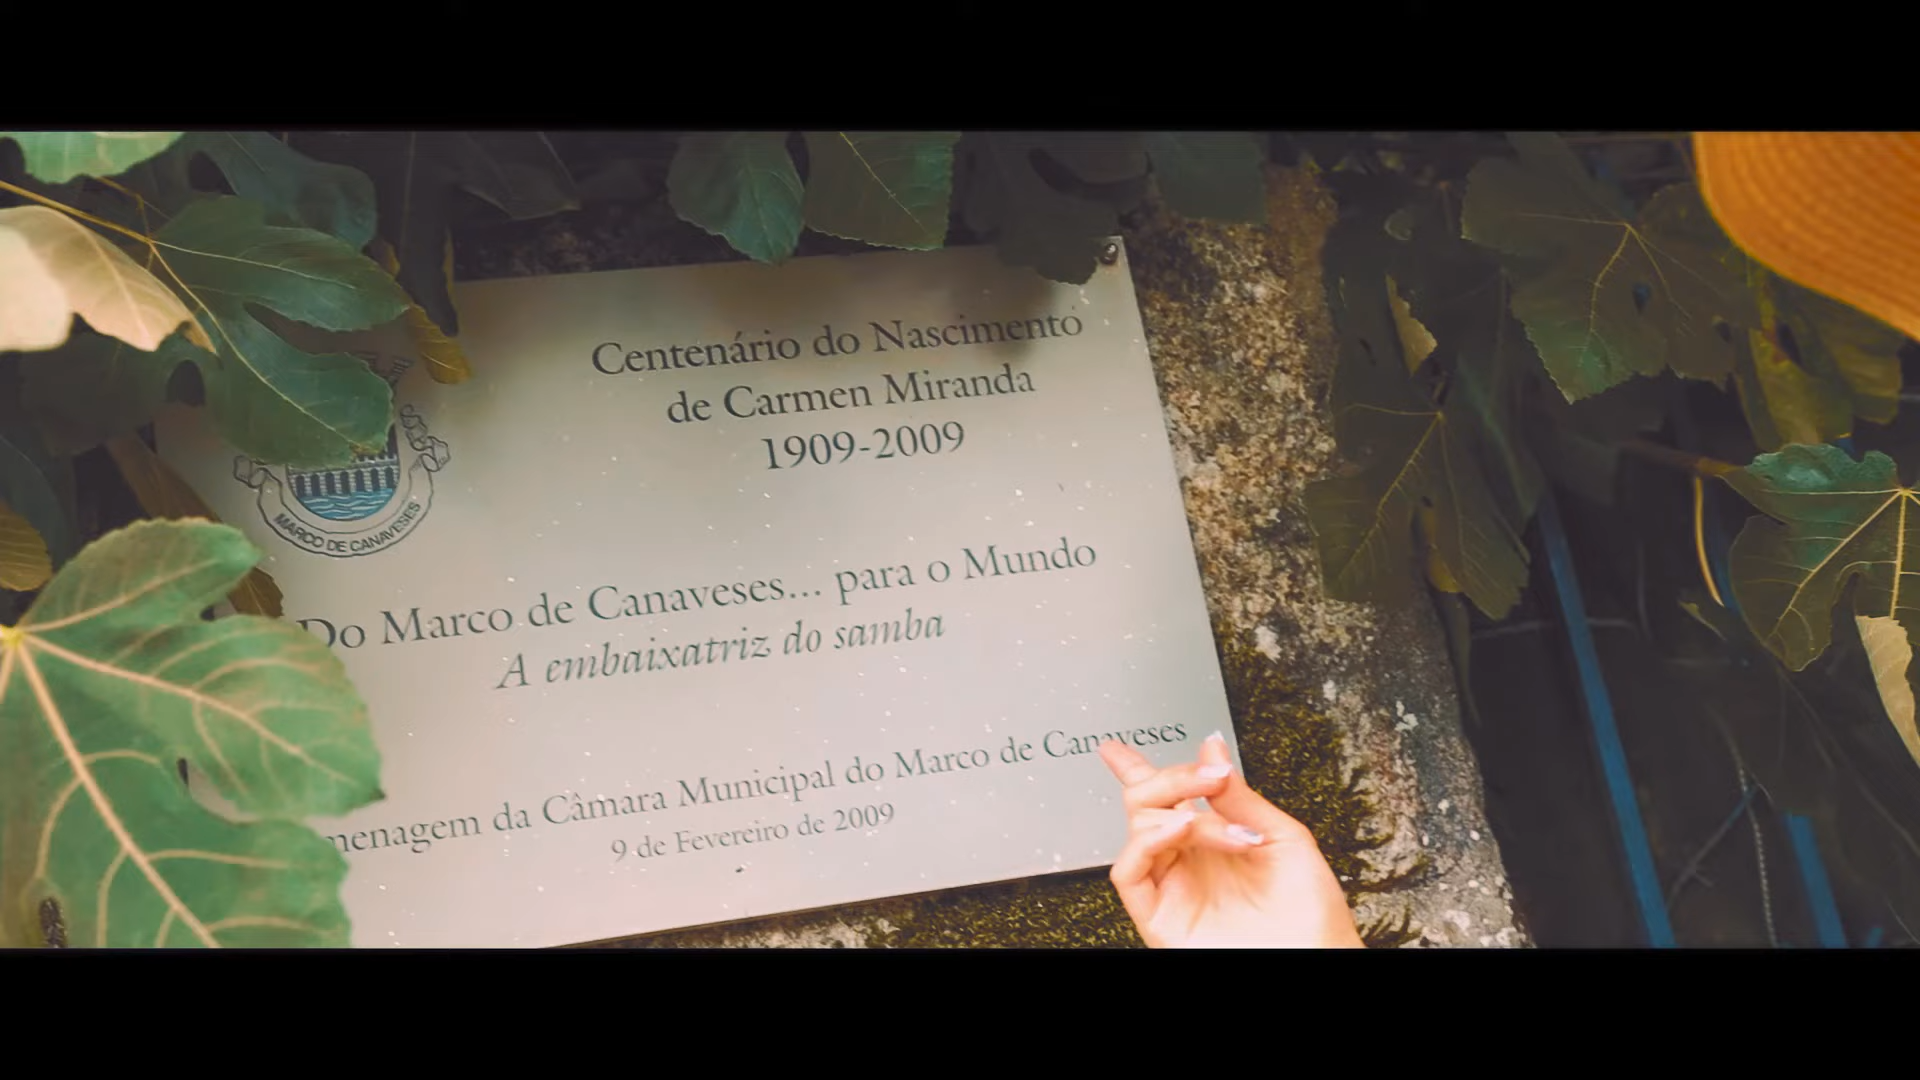 Centenário do Nascimento
de Carmen Miranda
1909-2009
MARCO DE CANAVESES
Do Marco de Canaveses... para o Mundo
A embaixatriz do samba
menagem da Câmara Municipal do Marco de Canaveses
9 de Fevereiro de 2009